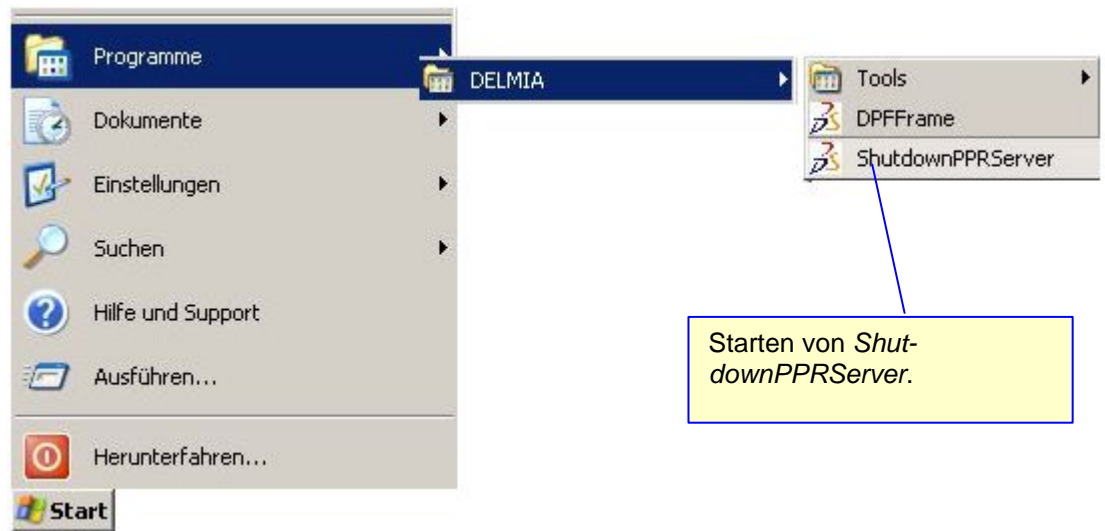 Programme
DELMIA
Tools
DPFFrame
ShutdownPPRServer
Dokumente
Einstellungen
Suchen
Hilfe und Support
Ausführen...
Herunterfahren...
Start
Starten von Shut-
downPPRServer.